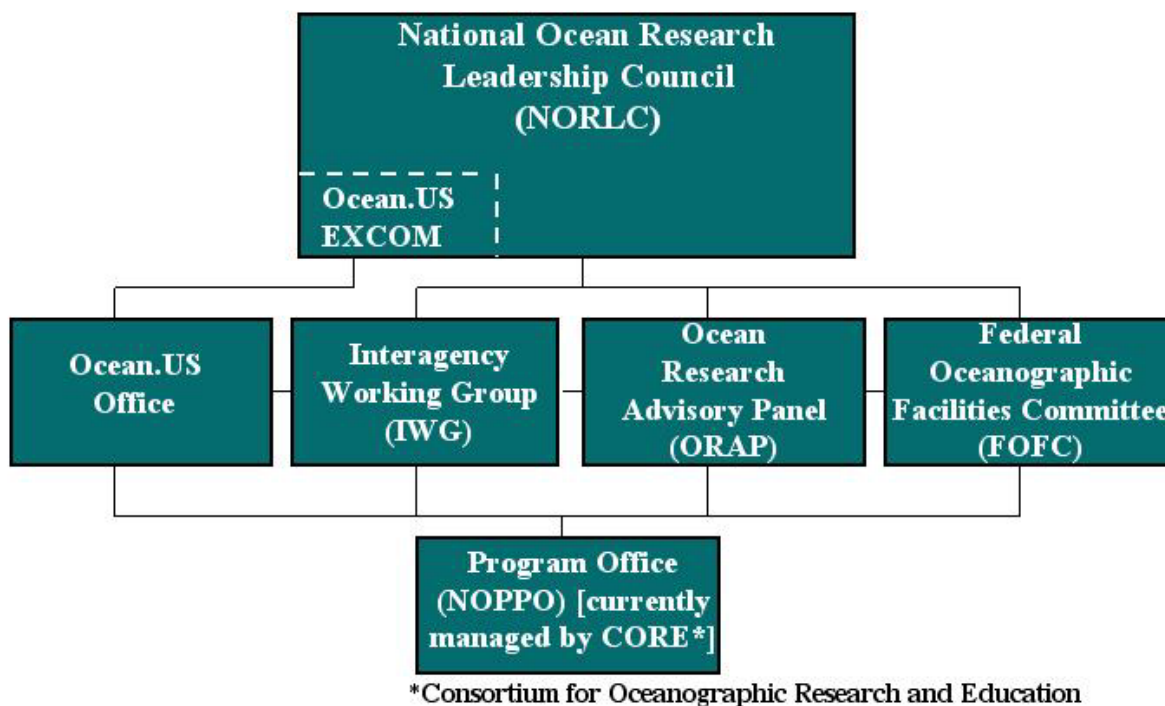 National Ocean Research
Leadership Council
(NORLC)
Ocean.US
EXCOM
Ocean.US
Office
Interagency
Working Group
(IWG)
Ocean
Research
Advisory Panel
(ORAP)
Federal
Oceanographic
Facilities Committee
(FOFC)
Program Office
(NOPPO) [currently
managed by CORE*]
*Consortium for Oceanographic Research and Education